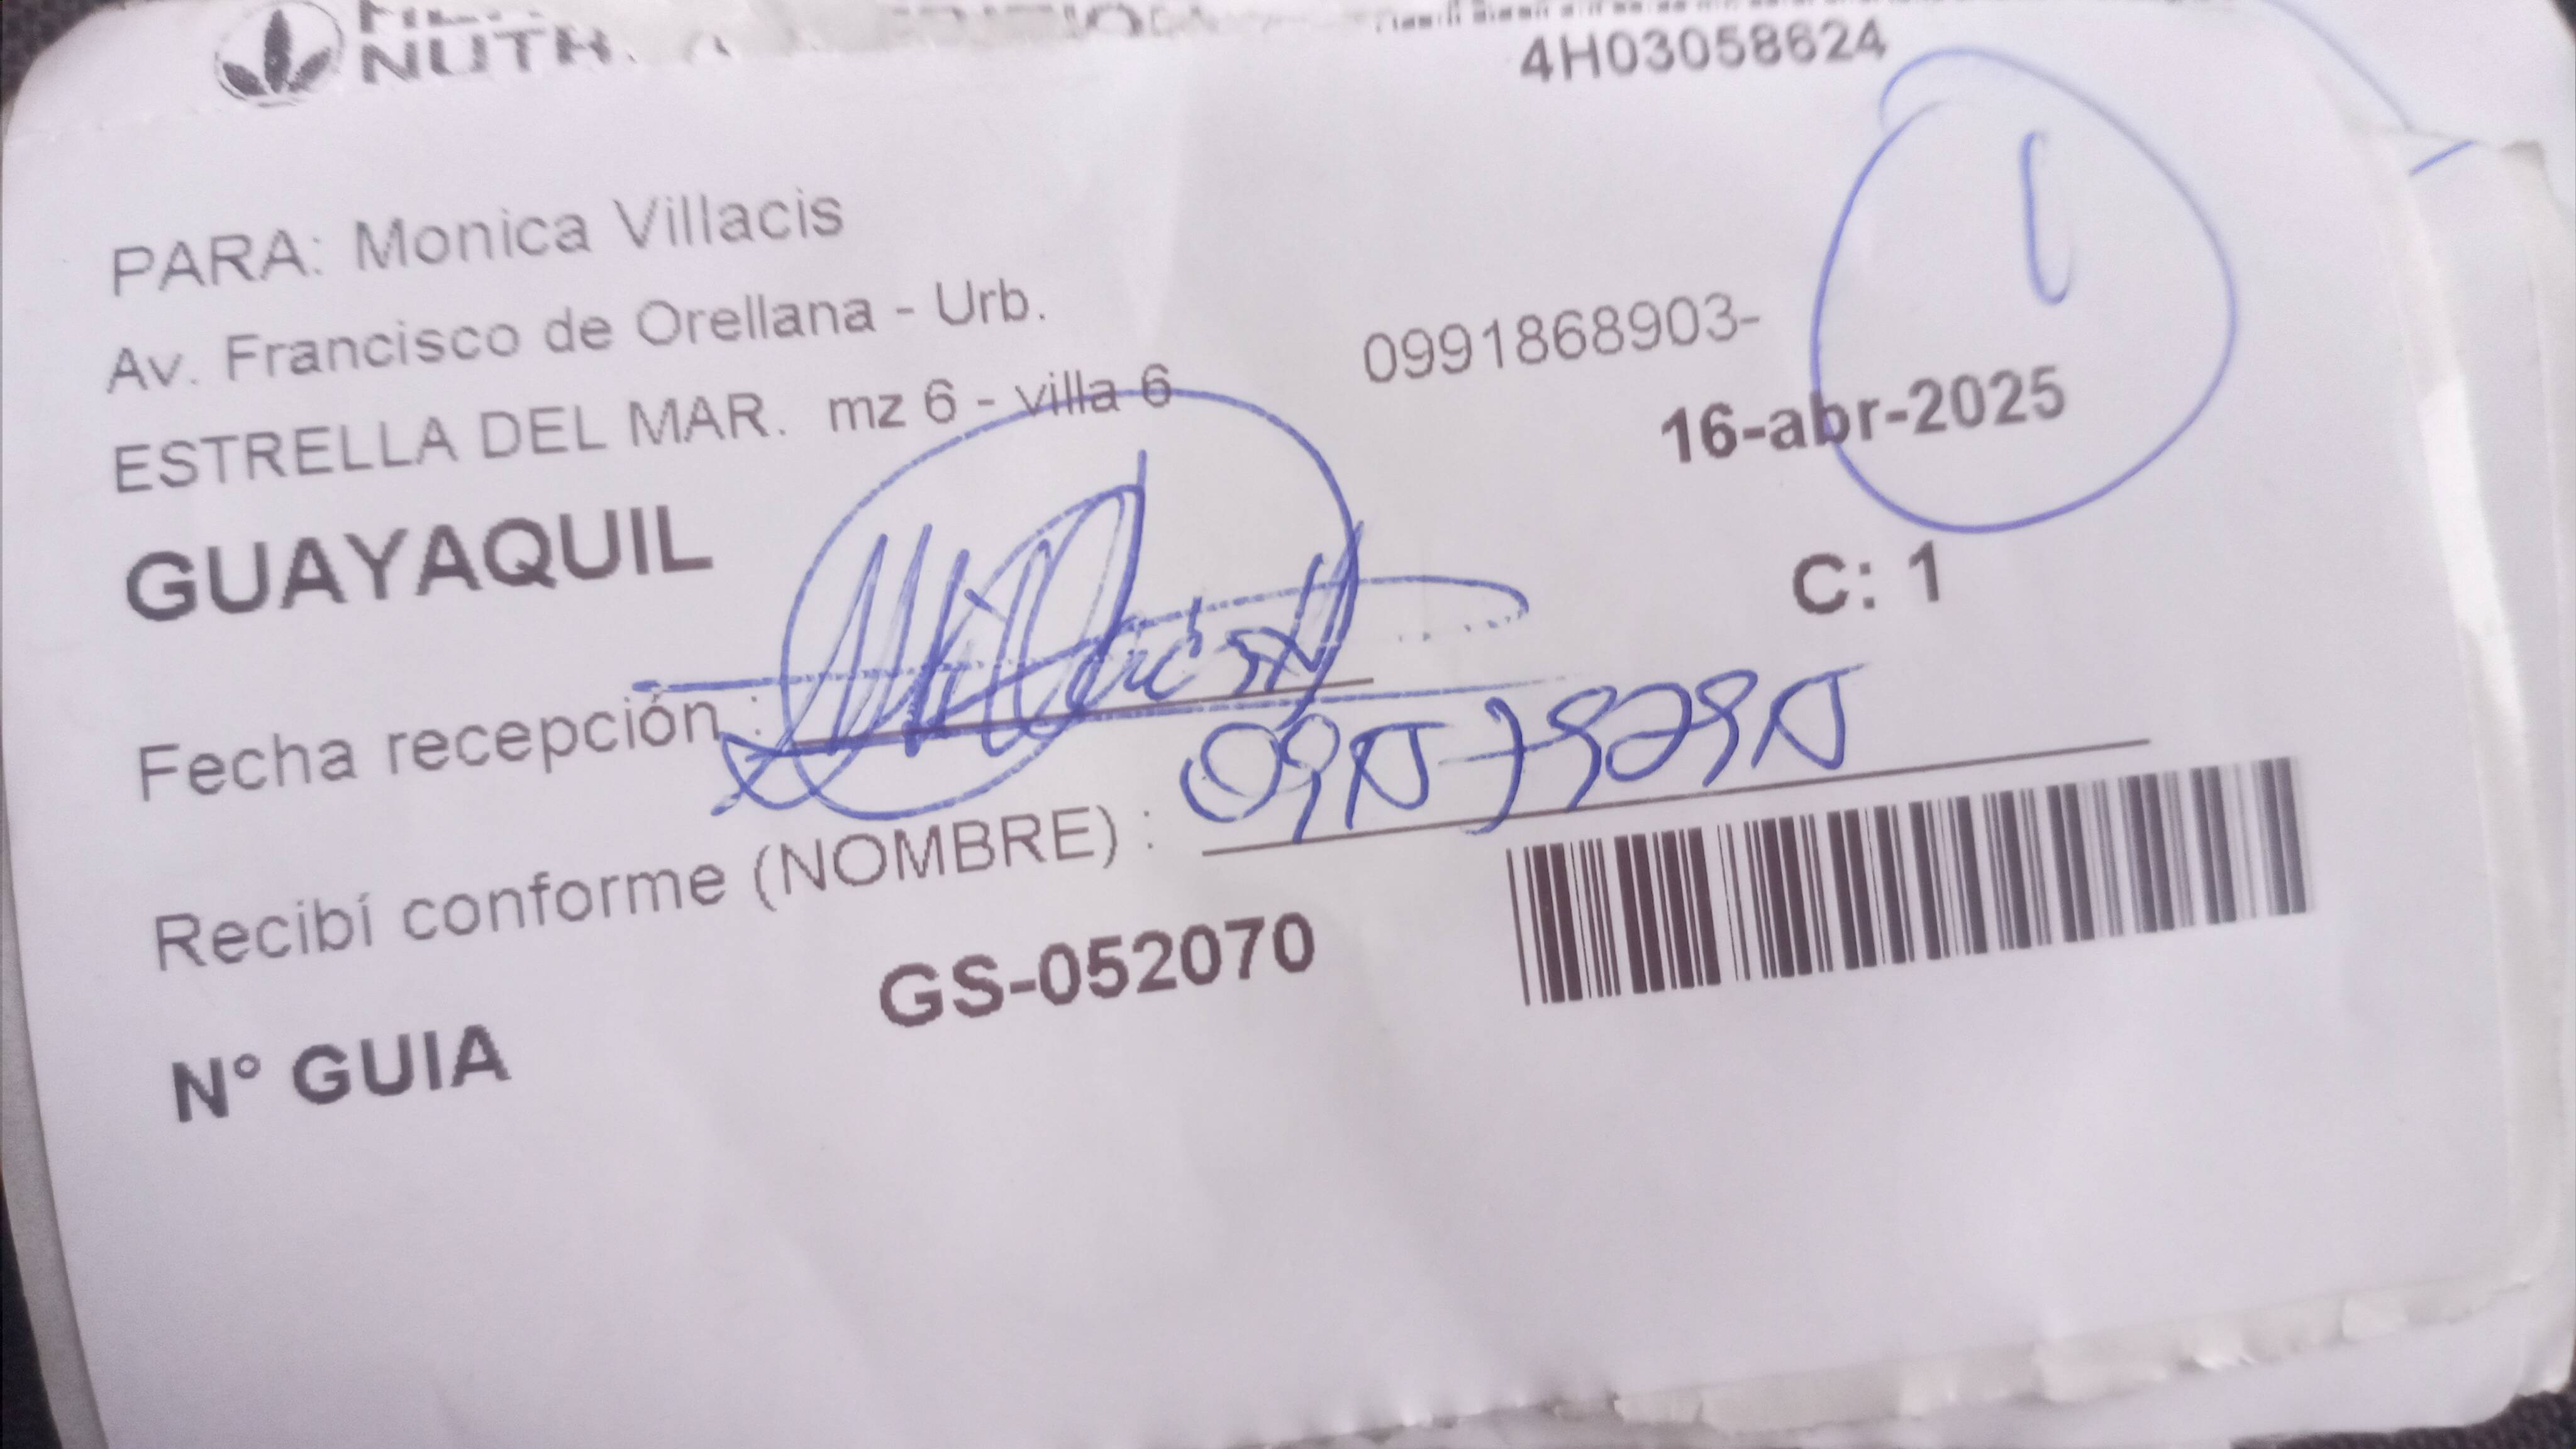 NUTR
4H03058624
PARA: Monica Villacis
Av. Francisco de Orellana - Urb.
ESTRELLA DEL MAR. mz 6 - villa 6
0991868903-
16-abr-2025
GUAYAQUIL
C: 1
Fecha recepción :
Recibí conforme (NOMBRE) :
N° GUIA GS-052070